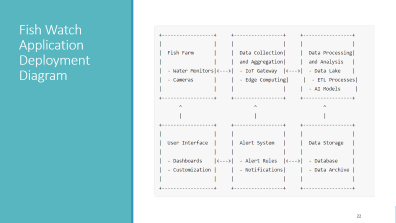 Fish Watch
Application
Deployment
Diagram
+----------------+ +----------------+ +----------------+
| | | | | |
| Fish Farm | | Data Collection| | Data Processing|
| | | and Aggregation| | and Analysis |
| - Water Monitors|<--->| - IoT Gateway |<--->| - Data Lake |
| - Cameras | | - Edge Computing| | - ETL Processes|
| | | | | - AI Models |
+----------------+ +----------------+ +----------------+
^ ^ ^
| | |
+----------------+ +----------------+ +----------------+
| | | | | |
| User Interface | | Alert System | | Data Storage |
| | | | | |
| - Dashboards |<--->| - Alert Rules |<--->| - Database |
| - Customization | | - Notifications| | - Data Archive |
| | | | | |
+----------------+ +----------------+ +----------------+